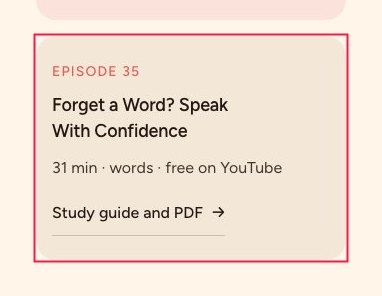 EPISODE 35
Forget a Word? Speak
With Confidence
31 min · words · free on YouTube
Study guide and PDF →